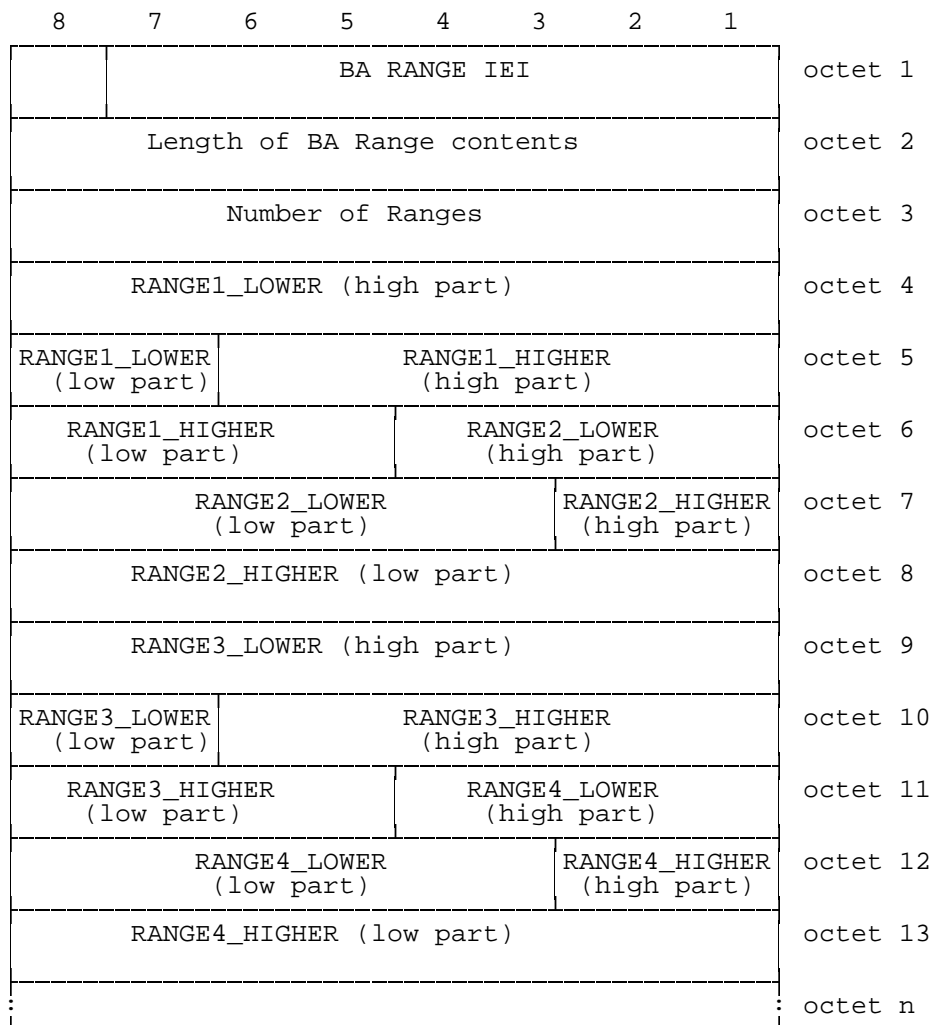 8 7 6 5 4 3 2 1
BA RANGE IEI octet 1
Length of BA Range contents octet 2
Number of Ranges octet 3
RANGE1_LOWER (high part) octet 4
RANGE1_LOWER RANGE1_HIGHER octet 5
(low part) (high part)
RANGE1_HIGHER RANGE2_LOWER octet 6
(low part) (high part)
RANGE2_LOWER RANGE2_HIGHER octet 7
(low part) (high part)
RANGE2_HIGHER (low part) octet 8
RANGE3_LOWER (high part) octet 9
RANGE3_LOWER RANGE3_HIGHER octet 10
(low part) (high part)
RANGE3_HIGHER RANGE4_LOWER octet 11
(low part) (high part)
RANGE4_LOWER RANGE4_HIGHER octet 12
(low part) (high part)
RANGE4_HIGHER (low part) octet 13
: : octet n